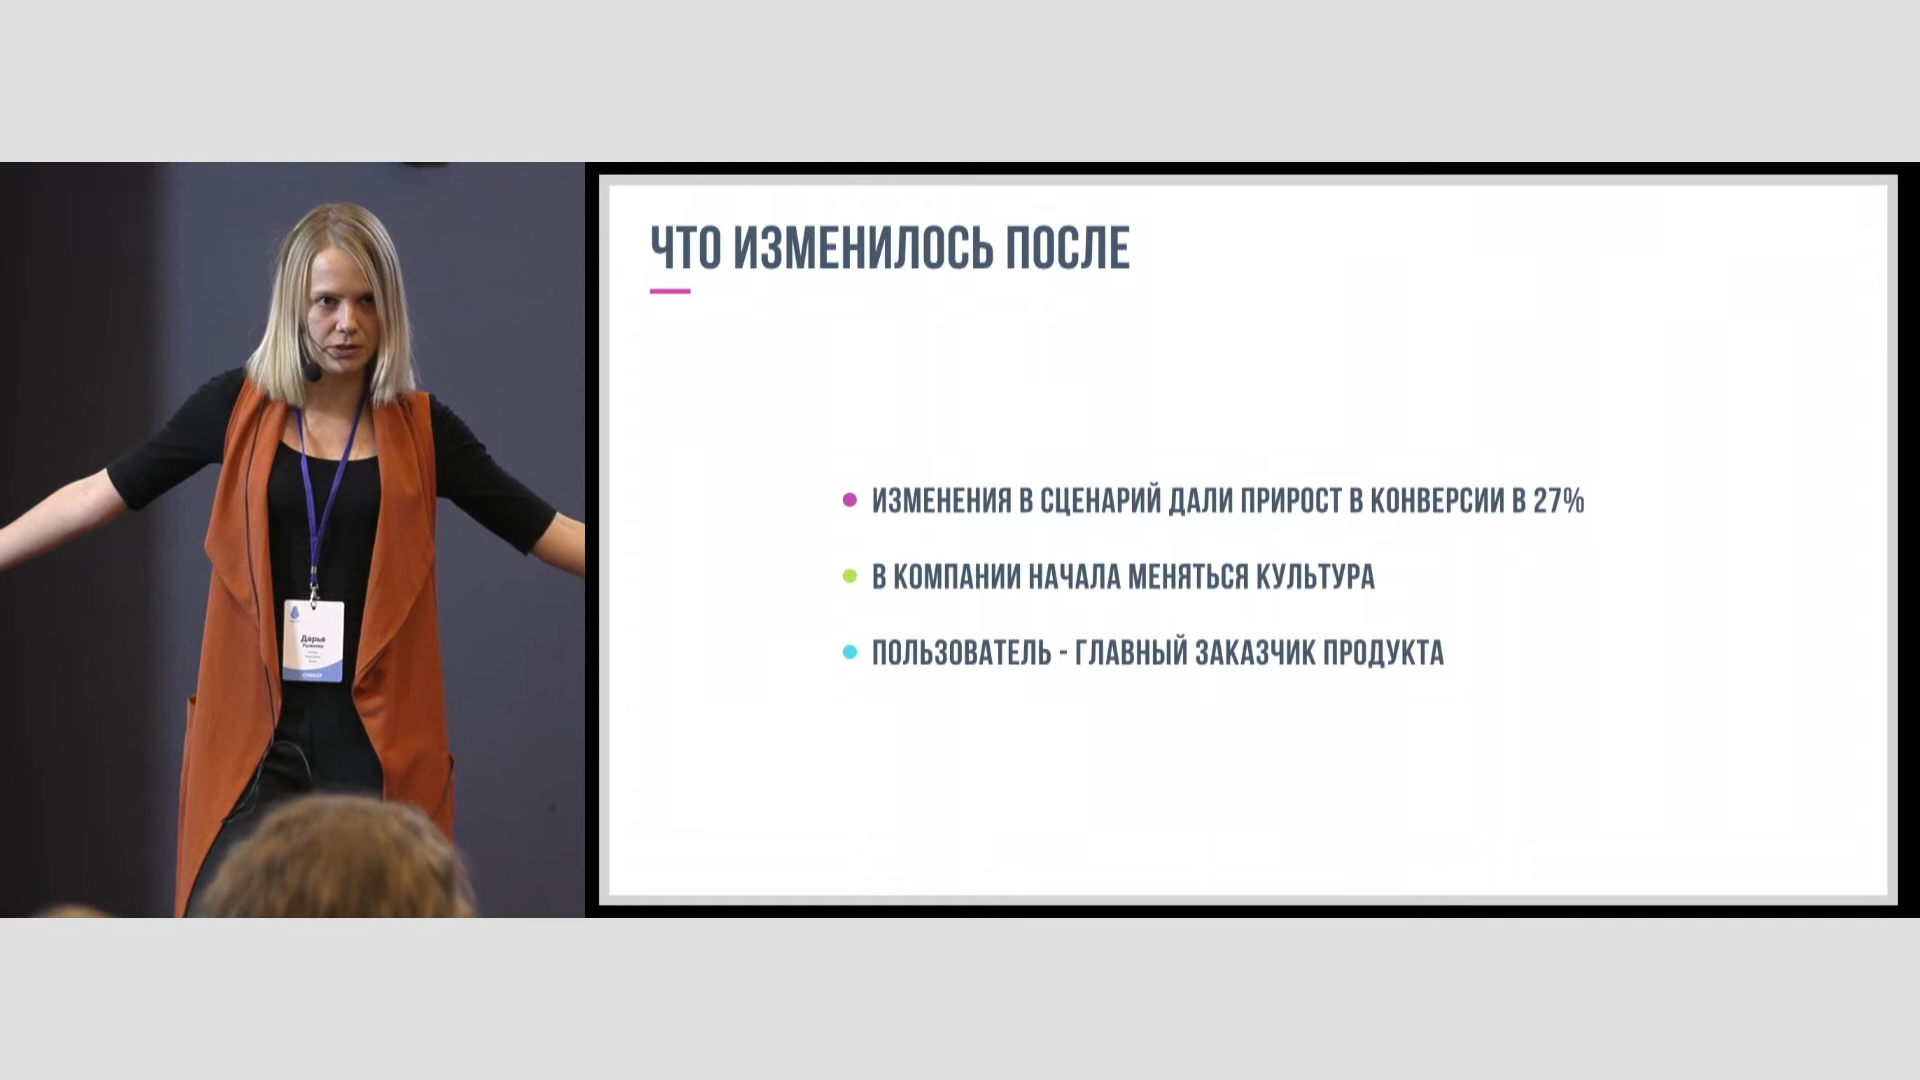 ЧТО ИЗМЕНИЛОСЬ ПОСЛЕ
ИЗМЕНЕНИЯ В СЦЕНАРИЙ ДАЛИ ПРИРОСТ В КОНВЕРСИИ В 27%
В КОМПАНИИ НАЧАЛА МЕНЯТЬСЯ КУЛЬТУРА
ПОЛЬЗОВАТЕЛЬ - ГЛАВНЫЙ ЗАКАЗЧИК ПРОДУКТА
Дарья